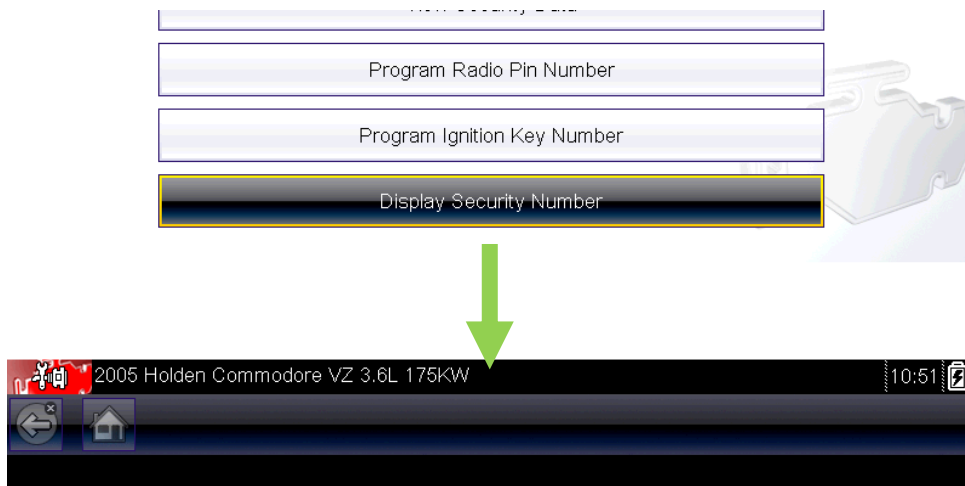 Program Radio Pin Number
Program Ignition Key Number
Display Security Number
2005 Holden Commodore VZ 3.6L 175KW
10:51